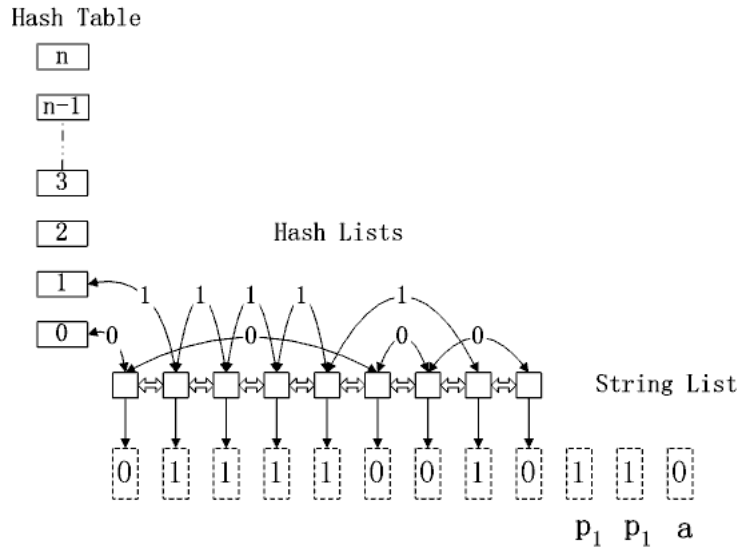 Hash Table
n
n-1
3
2
Hash Lists
1
1 1 1 1 1
0
0 0 0 0
String List
0 1 1 1 1 0 0 1 0 1 1 0
p₁ p₁ a